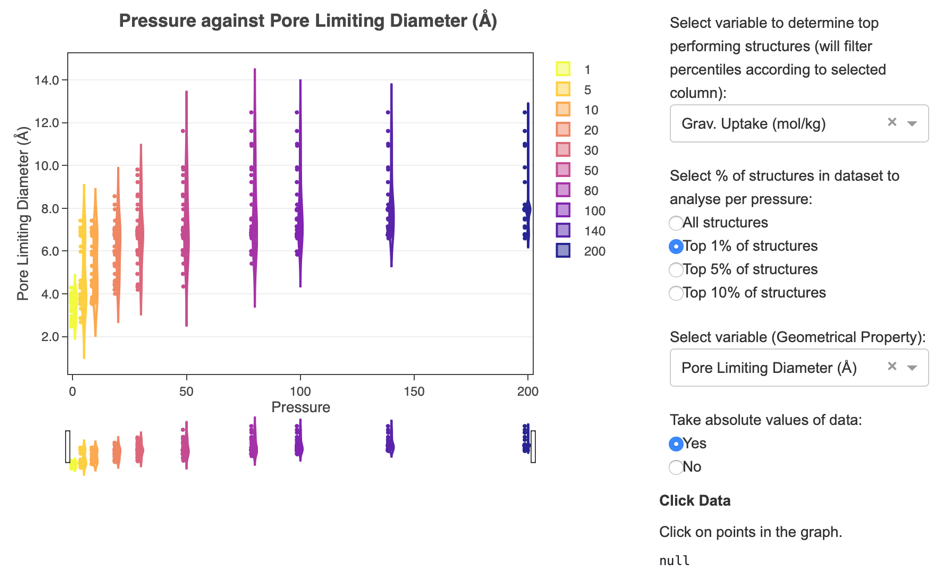 Pressure against Pore Limiting Diameter (Å)
Pore Limiting Diameter (Å)
14.0
12.0
10.0
8.0
6.0
4.0
2.0
0
50
100
150
200
Pressure
1
5
10
20
30
50
80
100
140
200
Select variable to determine top
performing structures (will filter
percentiles according to selected
column):
Grav. Uptake (mol/kg)
Select % of structures in dataset to
analyse per pressure:
All structures
Top 1% of structures
Top 5% of structures
Top 10% of structures
Select variable (Geometrical Property):
Pore Limiting Diameter (Å)
Take absolute values of data:
Yes
No
Click Data
Click on points in the graph.
null